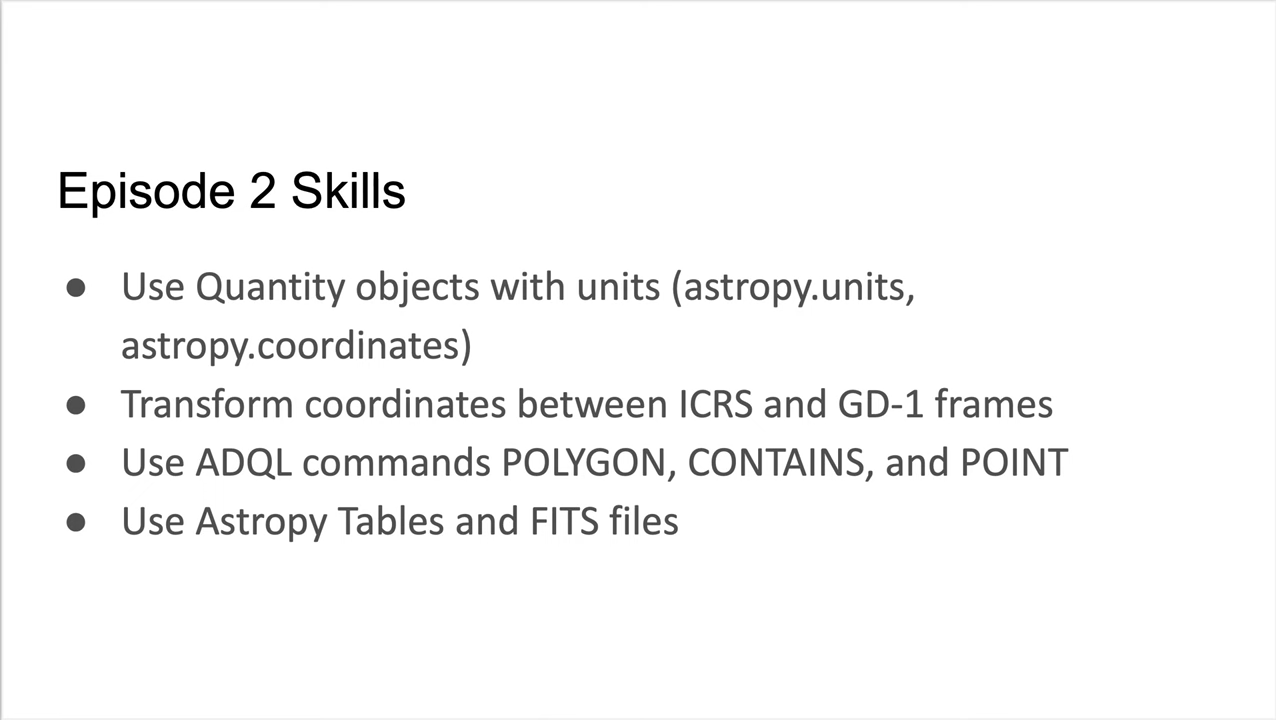 Episode 2 Skills
● Use Quantity objects with units (astropy.units,
astropy.coordinates)
● Transform coordinates between ICRS and GD-1 frames
● Use ADQL commands POLYGON, CONTAINS, and POINT
● Use Astropy Tables and FITS files